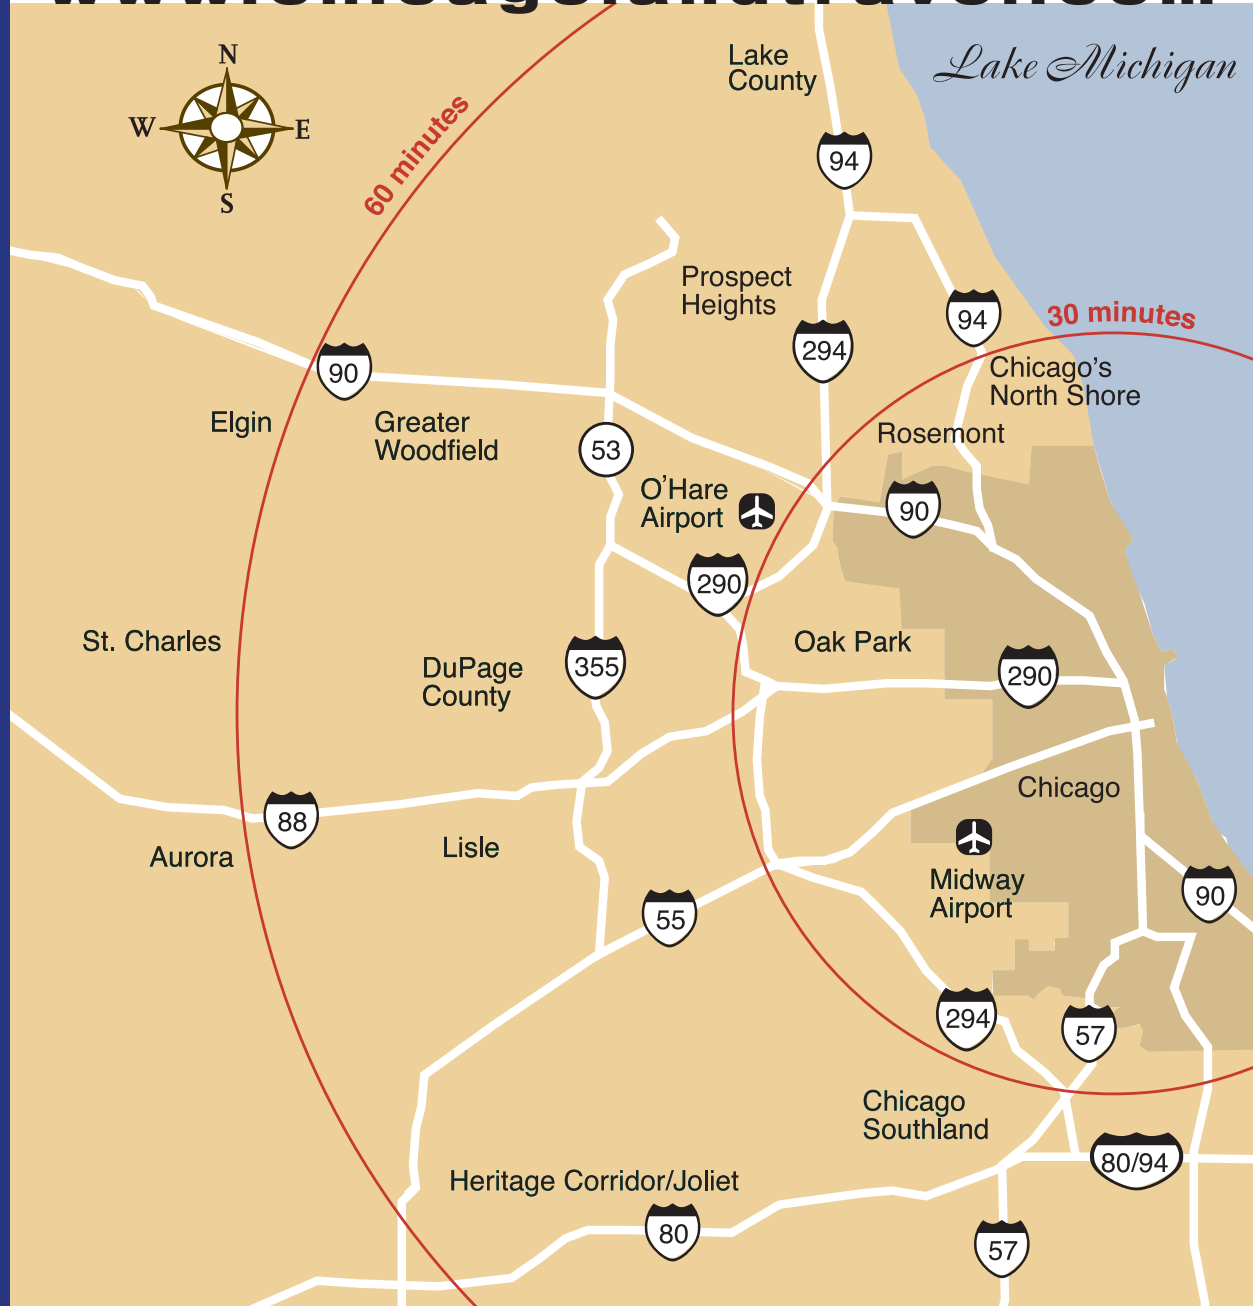 Lake Michigan
Lake
County
N
W
E
S
60 minutes
94
Prospect
Heights
94
30 minutes
294
90
Chicago's
North Shore
Elgin
Greater
Woodfield
Rosemont
53
O'Hare
Airport
90
290
St. Charles
Oak Park
DuPage
County
355
290
Chicago
88
Lisle
Aurora
Midway
Airport
90
55
294
57
Chicago
Southland
80/94
Heritage Corridor/Joliet
80
57